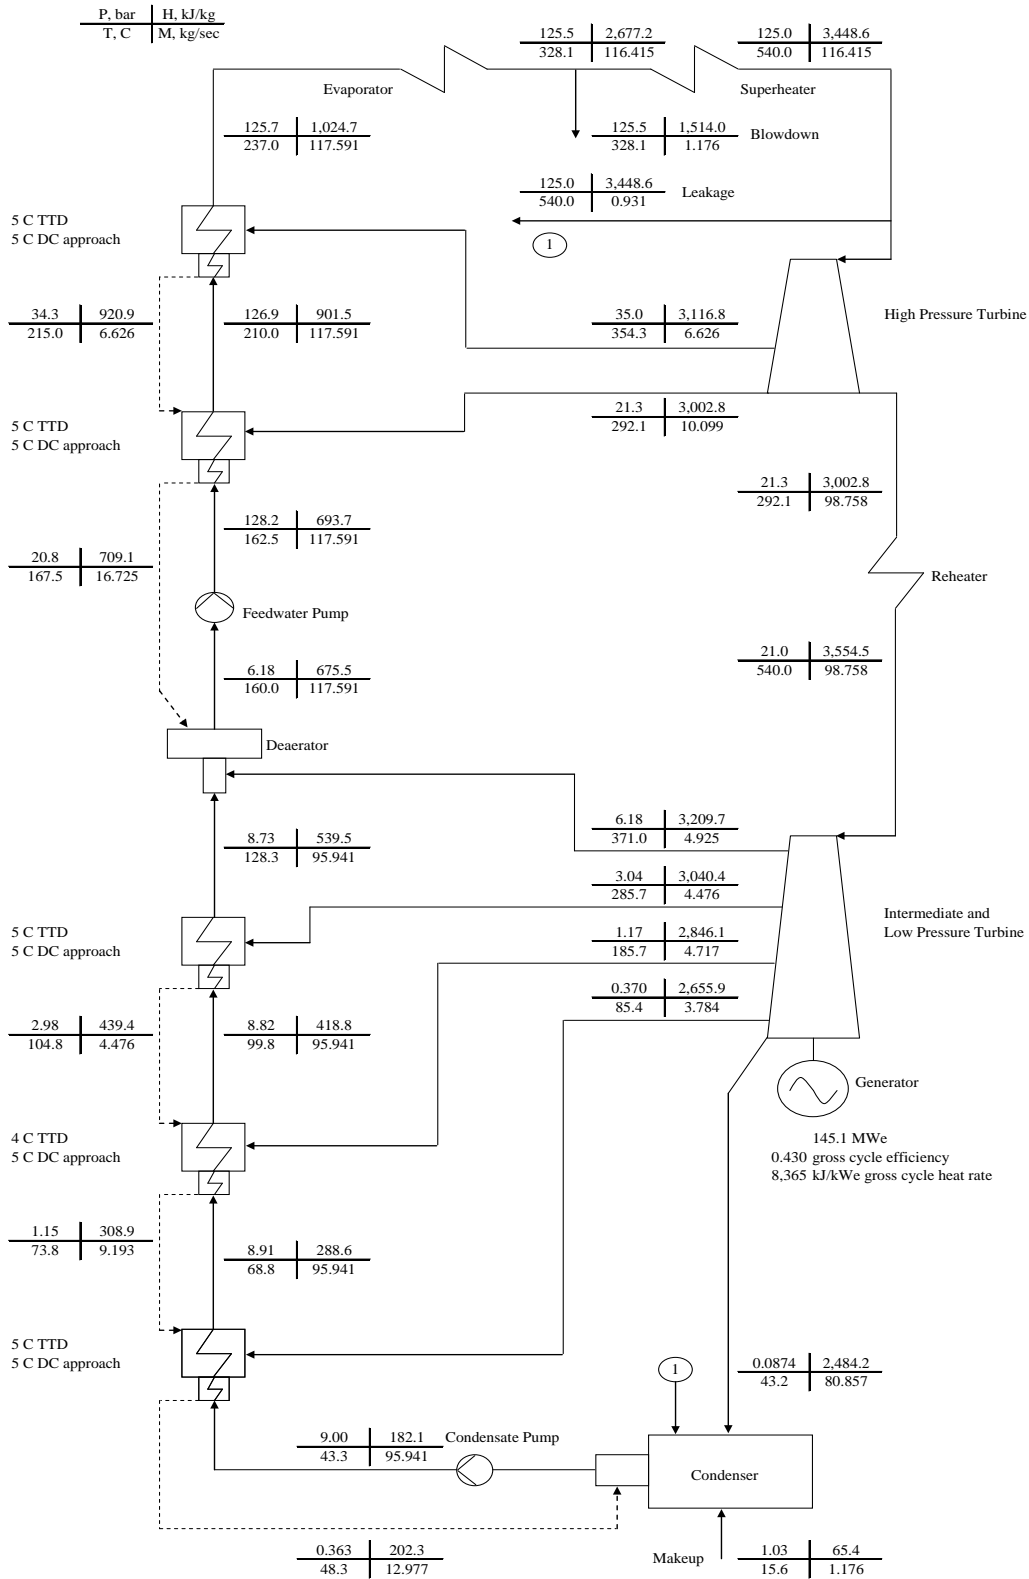 P, bar H, kJ/kg
T, C M, kg/sec
125.5 2,677.2
328.1 116.415
125.0 3,448.6
540.0 116.415
Evaporator
Superheater
125.7 1,024.7
237.0 117.591
125.5 1,514.0
328.1 1.176
Blowdown
125.0 3,448.6
540.0 0.931
Leakage
1
5 C TTD
5 C DC approach
34.3 920.9
215.0 6.626
126.9 901.5
210.0 117.591
35.0 3,116.8
354.3 6.626
High Pressure Turbine
5 C TTD
5 C DC approach
21.3 3,002.8
292.1 10.099
21.3 3,002.8
292.1 98.758
128.2 693.7
162.5 117.591
20.8 709.1
167.5 16.725
Reheater
Feedwater Pump
21.0 3,554.5
540.0 98.758
6.18 675.5
160.0 117.591
Deaerator
6.18 3,209.7
371.0 4.925
8.73 539.5
128.3 95.941
3.04 3,040.4
285.7 4.476
Intermediate and
Low Pressure Turbine
5 C TTD
5 C DC approach
1.17 2,846.1
185.7 4.717
0.370 2,655.9
85.4 3.784
2.98 439.4
104.8 4.476
8.82 418.8
99.8 95.941
Generator
145.1 MWe
0.430 gross cycle efficiency
8,365 kJ/kWe gross cycle heat rate
4 C TTD
5 C DC approach
1.15 308.9
73.8 9.193
8.91 288.6
68.8 95.941
5 C TTD
5 C DC approach
1
0.0874 2,484.2
43.2 80.857
9.00 182.1
43.3 95.941
Condensate Pump
Condenser
0.363 202.3
48.3 12.977
Makeup
1.03 65.4
15.6 1.176